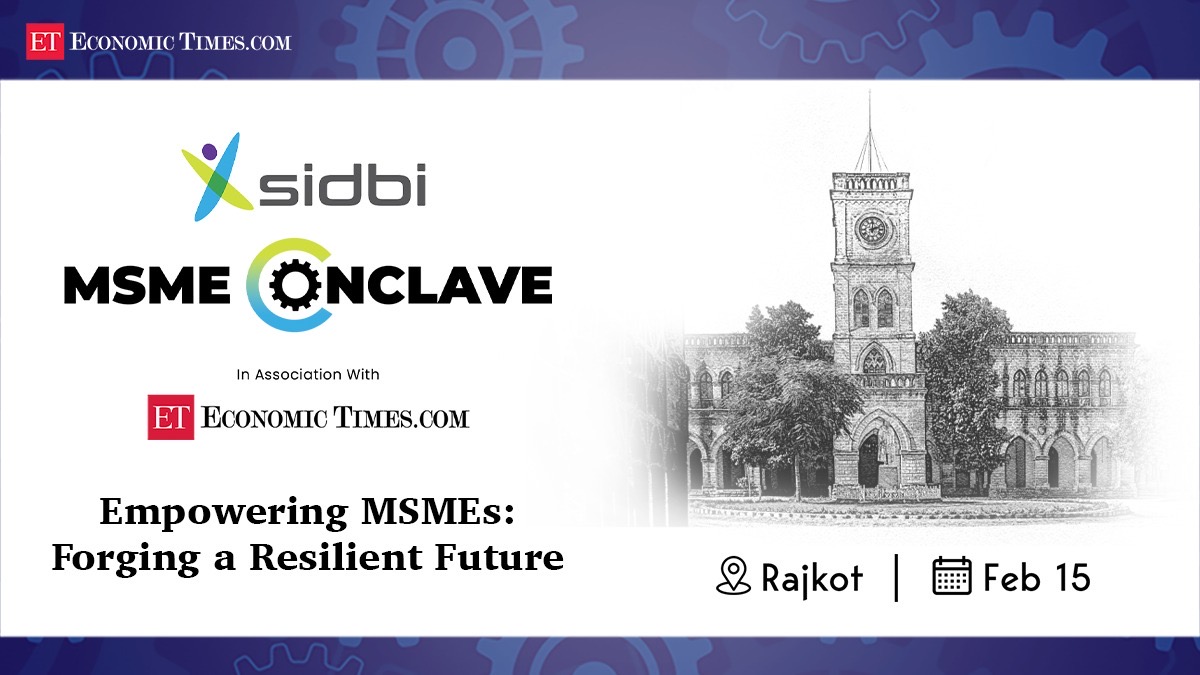 ET ECONOMIC TIMES.COM
sidbi
MSME CONCLAVE
In Association With
ET ECONOMIC TIMES.COM
Empowering MSMEs:
Forging a Resilient Future
Rajkot | Feb 15